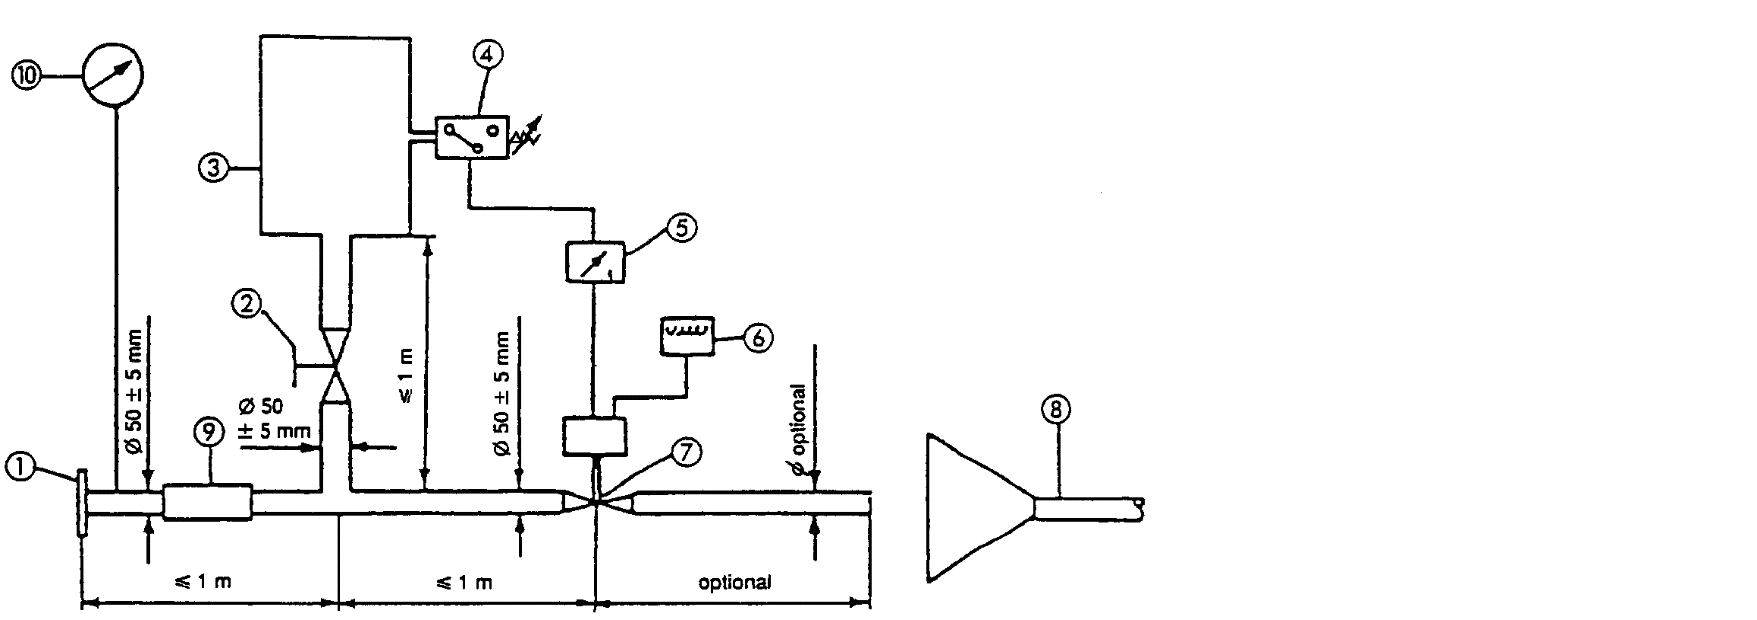 ④
⑩
③
⑤
②
⑥
Ø 50 ± 5 mm
⩽ 1 m
Ø 50 ± 5 mm
Ø optional
Ø 50
± 5 mm
⑧
⑨
⑦
①
⩽ 1 m
⩽ 1 m
optional